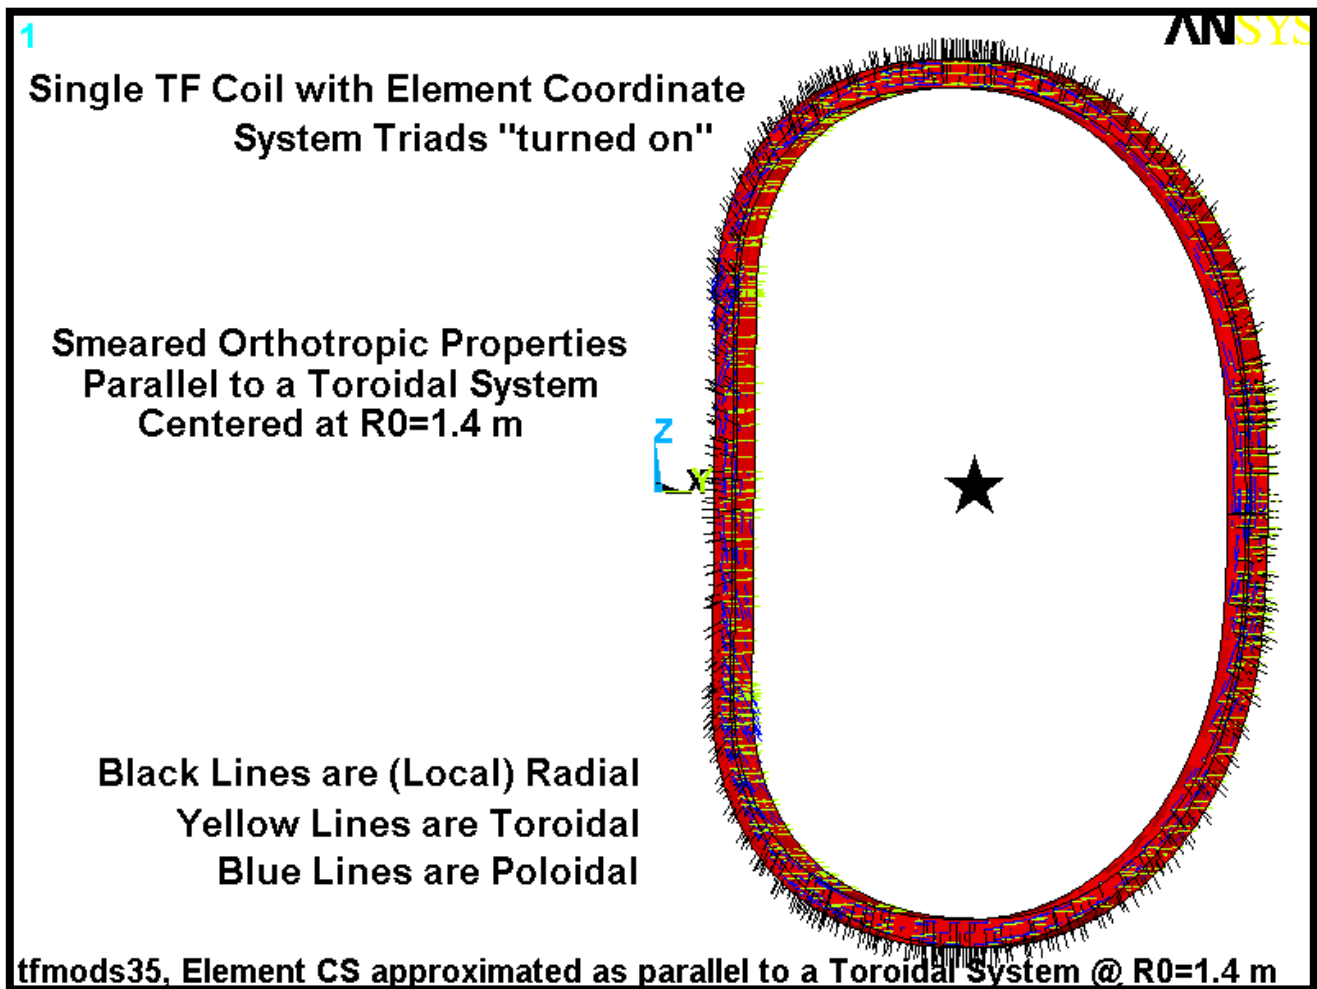 1
ANSYS
Single TF Coil with Element Coordinate
System Triads "turned on"
Smeared Orthotropic Properties
Parallel to a Toroidal System
Centered at R0=1.4 m
Z
X
Y
Black Lines are (Local) Radial
Yellow Lines are Toroidal
Blue Lines are Poloidal
tfmods35, Element CS approximated as parallel to a Toroidal System @ R0=1.4 m